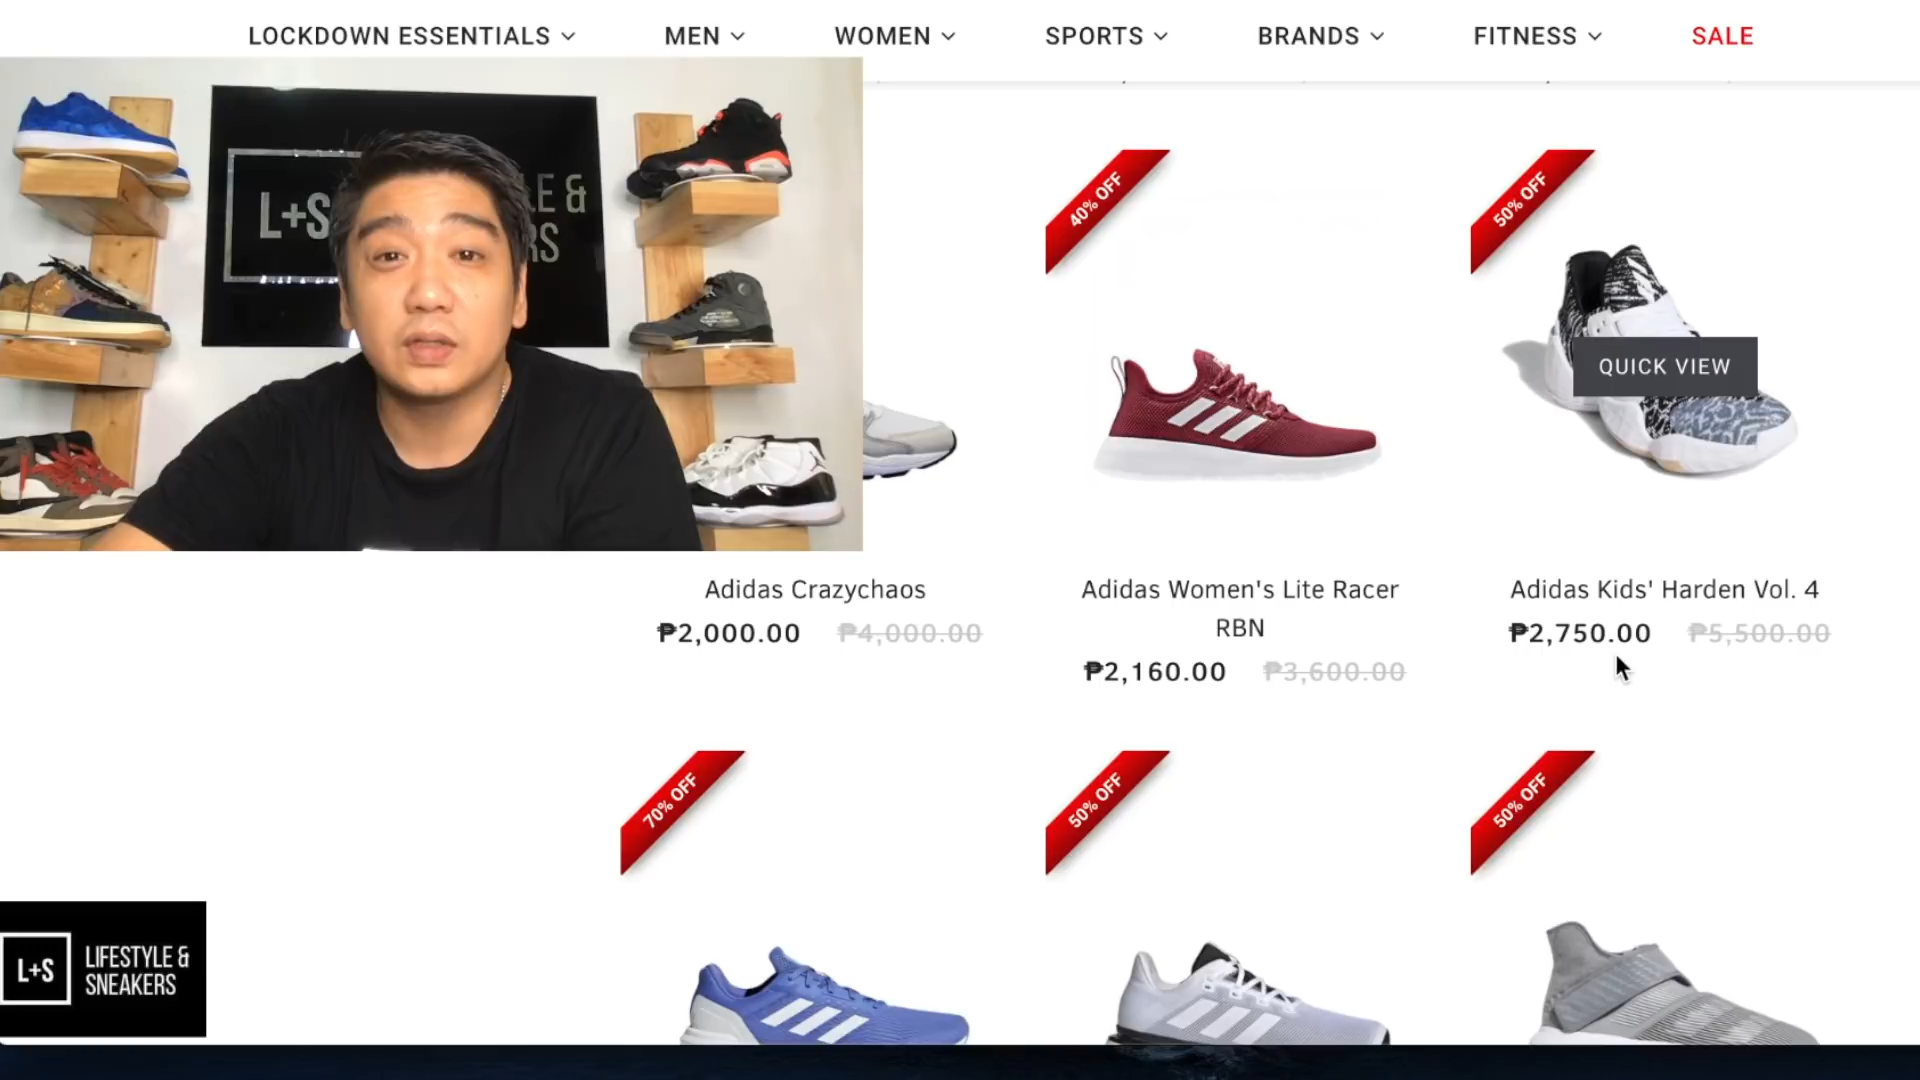 LOCKDOWN ESSENTIALS
MEN
WOMEN
SPORTS
BRANDS
FITNESS
SALE
L+S
LE &
RS
40% OFF
50% OFF
QUICK VIEW
Adidas Crazychaos
₱2,000.00 ₱4,000.00
Adidas Women's Lite Racer
RBN
₱2,160.00 ₱3,600.00
Adidas Kids' Harden Vol. 4
₱2,750.00 ₱5,500.00
70% OFF
50% OFF
50% OFF
L+S
LIFESTYLE &
SNEAKERS